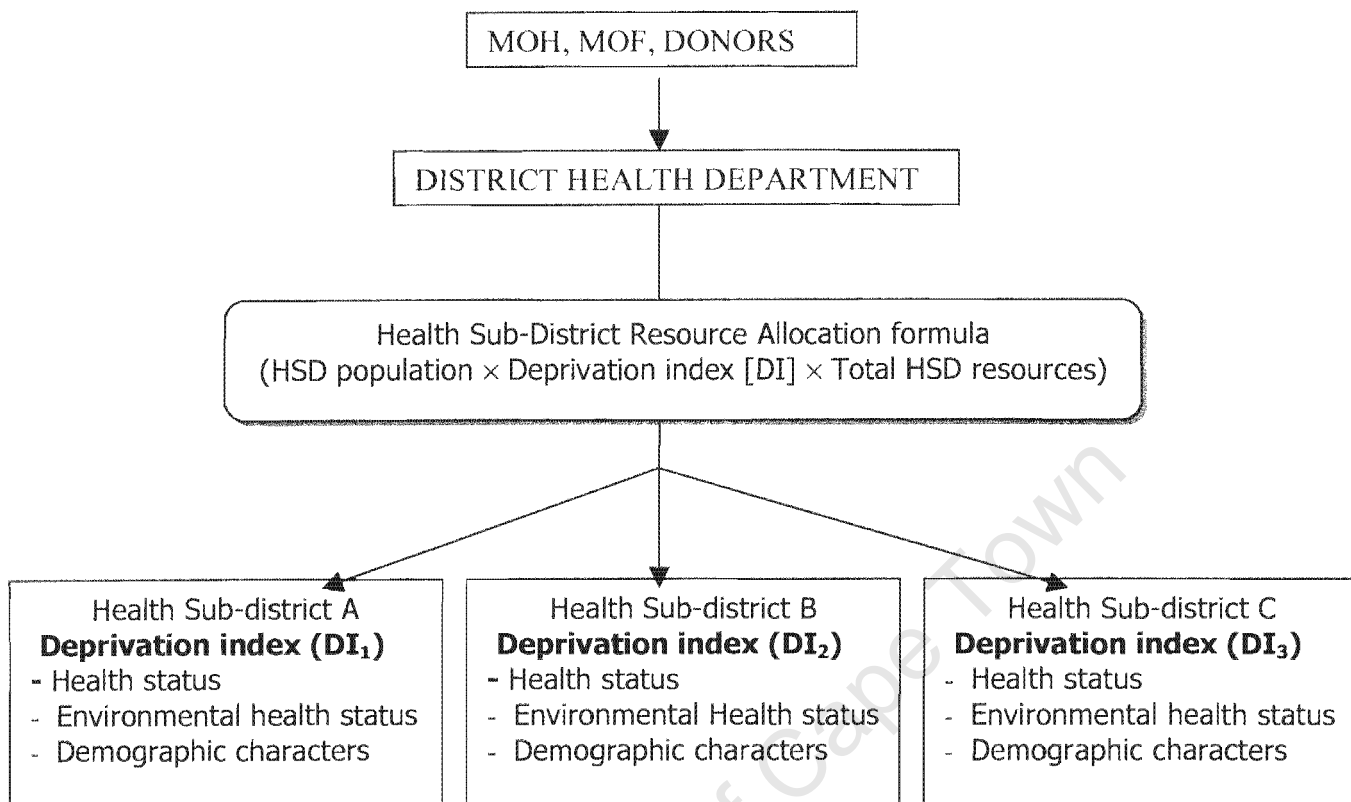 MOH, MOF, DONORS
DISTRICT HEALTH DEPARTMENT
Health Sub-District Resource Allocation formula
(HSD population × Deprivation index [DI] × Total HSD resources)
Health Sub-district A
Deprivation index (DI₁)
- Health status
- Environmental health status
- Demographic characters
Health Sub-district B
Deprivation index (DI₂)
- Health status
- Environmental Health status
- Demographic characters
Health Sub-district C
Deprivation index (DI₃)
- Health status
- Environmental health status
- Demographic characters
of Cape Town